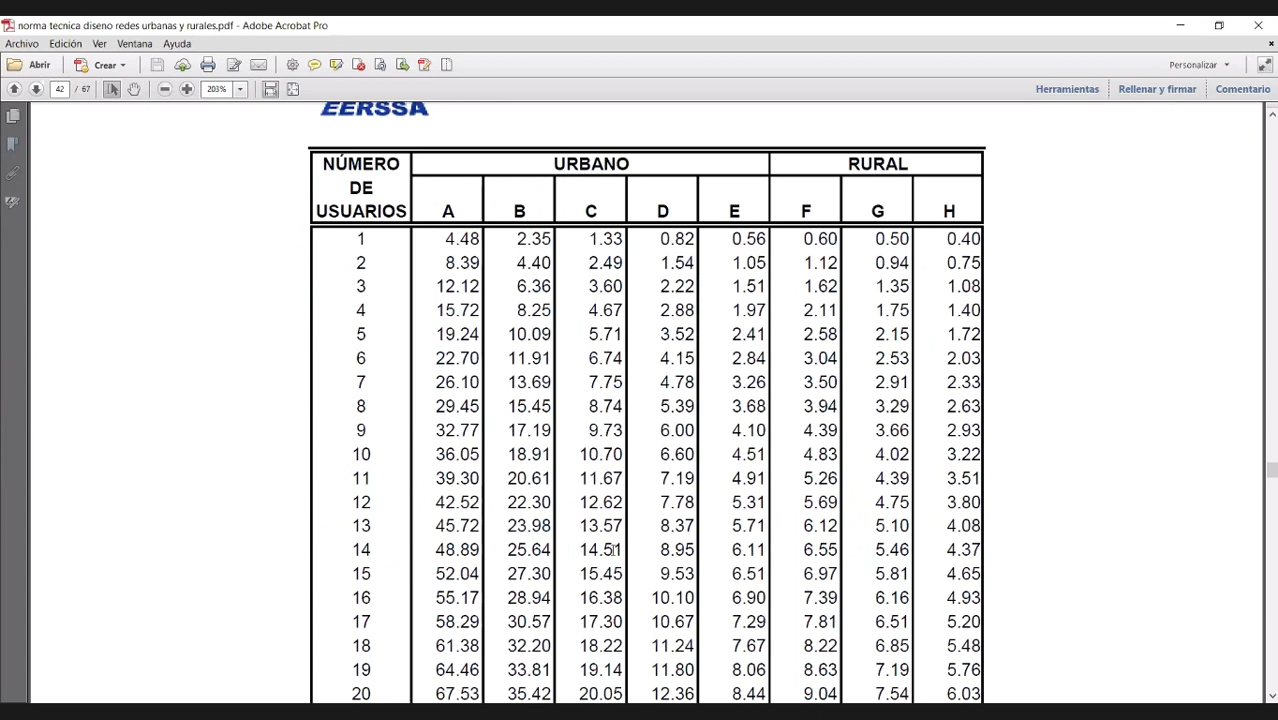 norma tecnica diseno redes urbanas y rurales.pdf - Adobe Acrobat Pro
Archivo Edición Ver Ventana Ayuda
Abrir Crear Personalizar
42 / 67 203% Herramientas Rellenar y firmar Comentario
EERSSA
NÚMERO DE USUARIOS URBANO RURAL
A B C D E F G H
1 4.48 2.35 1.33 0.82 0.56 0.60 0.50 0.40
2 8.39 4.40 2.49 1.54 1.05 1.12 0.94 0.75
3 12.12 6.36 3.60 2.22 1.51 1.62 1.35 1.08
4 15.72 8.25 4.67 2.88 1.97 2.11 1.75 1.40
5 19.24 10.09 5.71 3.52 2.41 2.58 2.15 1.72
6 22.70 11.91 6.74 4.15 2.84 3.04 2.53 2.03
7 26.10 13.69 7.75 4.78 3.26 3.50 2.91 2.33
8 29.45 15.45 8.74 5.39 3.68 3.94 3.29 2.63
9 32.77 17.19 9.73 6.00 4.10 4.39 3.66 2.93
10 36.05 18.91 10.70 6.60 4.51 4.83 4.02 3.22
11 39.30 20.61 11.67 7.19 4.91 5.26 4.39 3.51
12 42.52 22.30 12.62 7.78 5.31 5.69 4.75 3.80
13 45.72 23.98 13.57 8.37 5.71 6.12 5.10 4.08
14 48.89 25.64 14.51 8.95 6.11 6.55 5.46 4.37
15 52.04 27.30 15.45 9.53 6.51 6.97 5.81 4.65
16 55.17 28.94 16.38 10.10 6.90 7.39 6.16 4.93
17 58.29 30.57 17.30 10.67 7.29 7.81 6.51 5.20
18 61.38 32.20 18.22 11.24 7.67 8.22 6.85 5.48
19 64.46 33.81 19.14 11.80 8.06 8.63 7.19 5.76
20 67.53 35.42 20.05 12.36 8.44 9.04 7.54 6.03